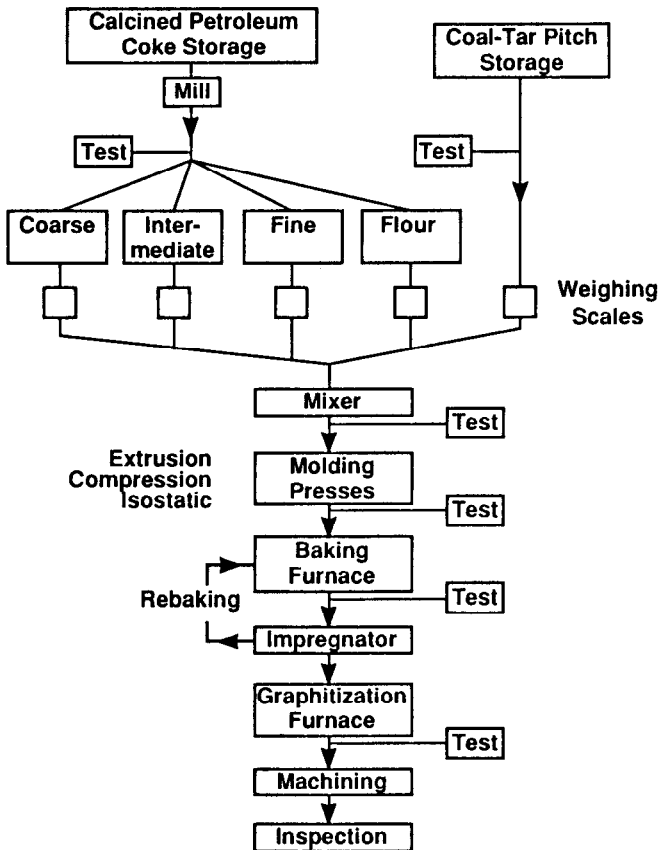 Calcined Petroleum
Coke Storage
Coal-Tar Pitch
Storage
Mill
Test
Test
Coarse
Inter-
mediate
Fine
Flour
Weighing
Scales
Mixer
Test
Extrusion
Compression
Isostatic
Molding
Presses
Test
Baking
Furnace
Rebaking
Test
Impregnator
Graphitization
Furnace
Test
Machining
Inspection